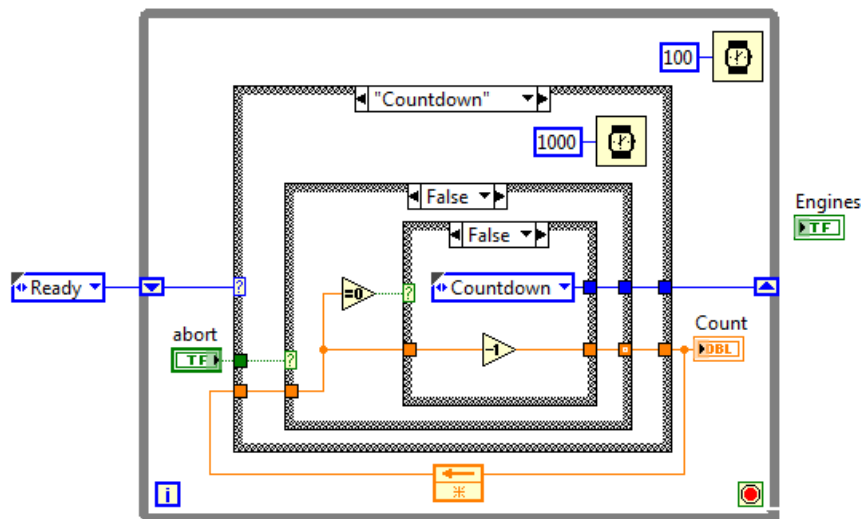 100
"Countdown"
1000
False
Engines
TF
False
Ready
?
=0
?
Countdown
abort
TF
?
-1
Count
DBL
i